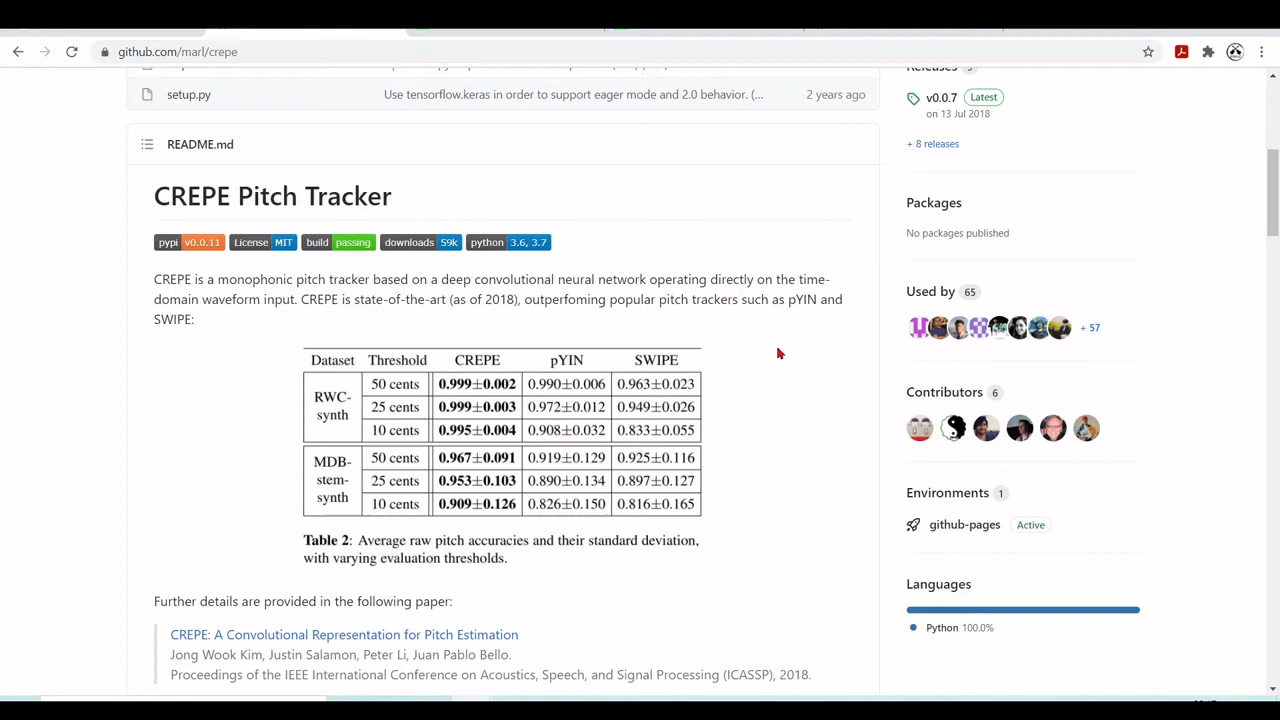 github.com/marl/crepe
setup.py
Use tensorflow.keras in order to support eager mode and 2.0 behavior. (...
2 years ago
README.md
CREPE Pitch Tracker
pypi v0.0.11
License MIT
build passing
downloads 59k
python 3.6, 3.7
CREPE is a monophonic pitch tracker based on a deep convolutional neural network operating directly on the time-
domain waveform input. CREPE is state-of-the-art (as of 2018), outperfoming popular pitch trackers such as pYIN and
SWIPE:
Dataset Threshold CREPE pYIN SWIPE
RWC-
synth
50 cents 0.999±0.002 0.990±0.006 0.963±0.023
25 cents 0.999±0.003 0.972±0.012 0.949±0.026
10 cents 0.995±0.004 0.908±0.032 0.833±0.055
MDB-
stem-
synth
50 cents 0.967±0.091 0.919±0.129 0.925±0.116
25 cents 0.953±0.103 0.890±0.134 0.897±0.127
10 cents 0.909±0.126 0.826±0.150 0.816±0.165
Table 2: Average raw pitch accuracies and their standard deviation,
with varying evaluation thresholds.
Further details are provided in the following paper:
CREPE: A Convolutional Representation for Pitch Estimation
Jong Wook Kim, Justin Salamon, Peter Li, Juan Pablo Bello.
Proceedings of the IEEE International Conference on Acoustics, Speech, and Signal Processing (ICASSP), 2018.
Releases 9
v0.0.7 Latest
on 13 Jul 2018
+ 8 releases
Packages
No packages published
Used by 65
+ 57
Contributors 6
Environments 1
github-pages Active
Languages
Python 100.0%